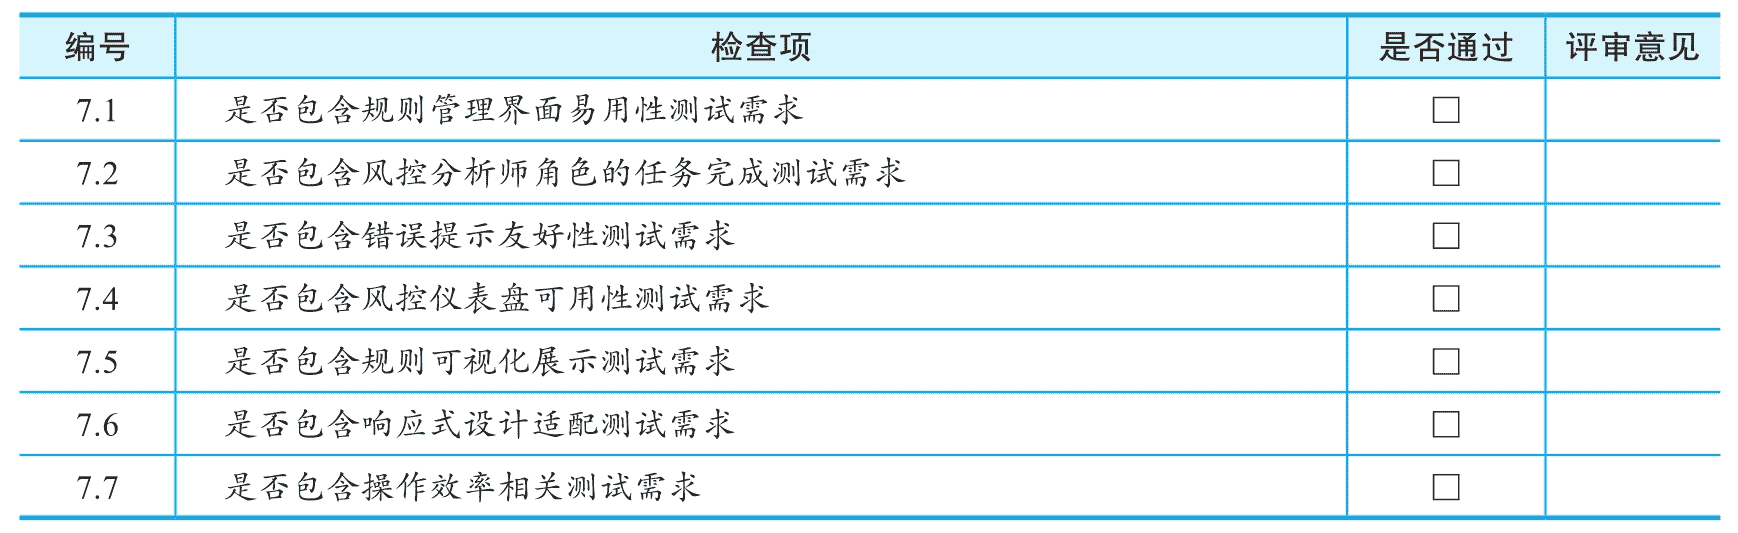 编号 检查项 是否通过 评审意见
7.1 是否包含规则管理界面易用性测试需求 □
7.2 是否包含风控分析师角色的任务完成测试需求 □
7.3 是否包含错误提示友好性测试需求 □
7.4 是否包含风控仪表盘可用性测试需求 □
7.5 是否包含规则可视化展示测试需求 □
7.6 是否包含响应式设计适配测试需求 □
7.7 是否包含操作效率相关测试需求 □